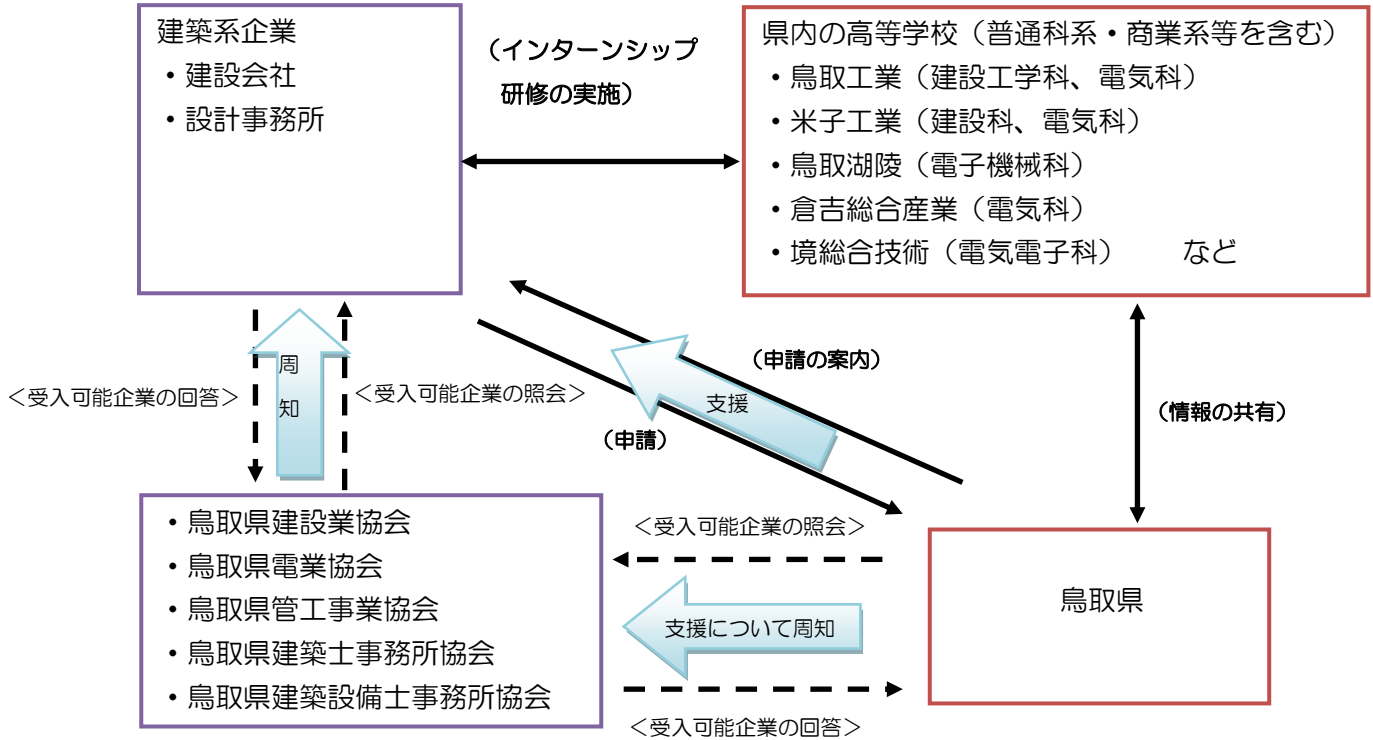 建築系企業
・建設会社
・設計事務所
（インターンシップ
研修の実施）
県内の高等学校（普通科系・商業系等を含む）
・鳥取工業（建設工学科、電気科）
・米子工業（建設科、電気科）
・鳥取湖陵（電子機械科）
・倉吉総合産業（電気科）
・境総合技術（電気電子科）　　など
＜受入可能企業の回答＞
周
知
＜受入可能企業の照会＞
（申請の案内）
支援
（申請）
（情報の共有）
・鳥取県建設業協会
・鳥取県電業協会
・鳥取県管工事業協会
・鳥取県建築士事務所協会
・鳥取県建築設備士事務所協会
＜受入可能企業の照会＞
支援について周知
＜受入可能企業の回答＞
鳥取県